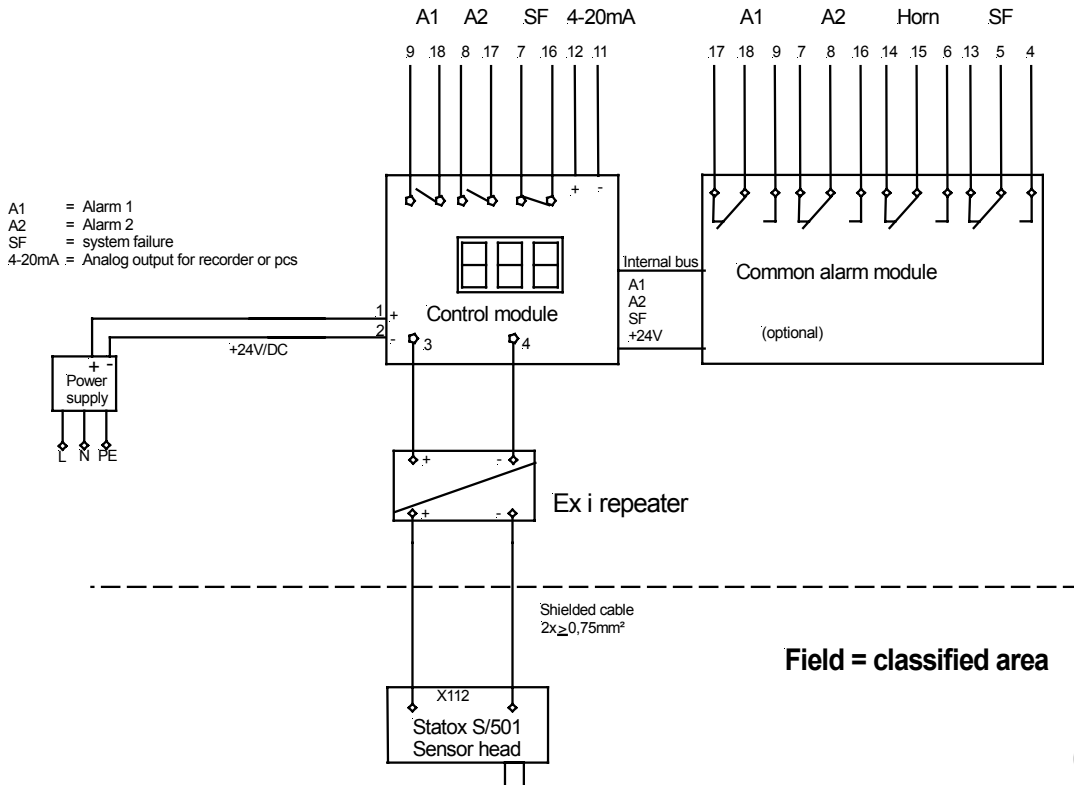 A1 A2 SF 4-20mA
A1 A2 Horn SF
9 18 8 17 7 16 12 11
17 18 9 7 8 16 14 15 6 13 5 4
+ -
A1 = Alarm 1
A2 = Alarm 2
SF = system failure
4-20mA = Analog output for recorder or pcs
Internal bus
A1
A2
SF
+24V
Common alarm module
(optional)
Control module
1 +
2 -
3 4
+24V/DC
+ -
Power
supply
L N PE
+ -
Ex i repeater
+ -
Shielded cable
2x≥0,75mm²
Field = classified area
X112
Statox S/501
Sensor head